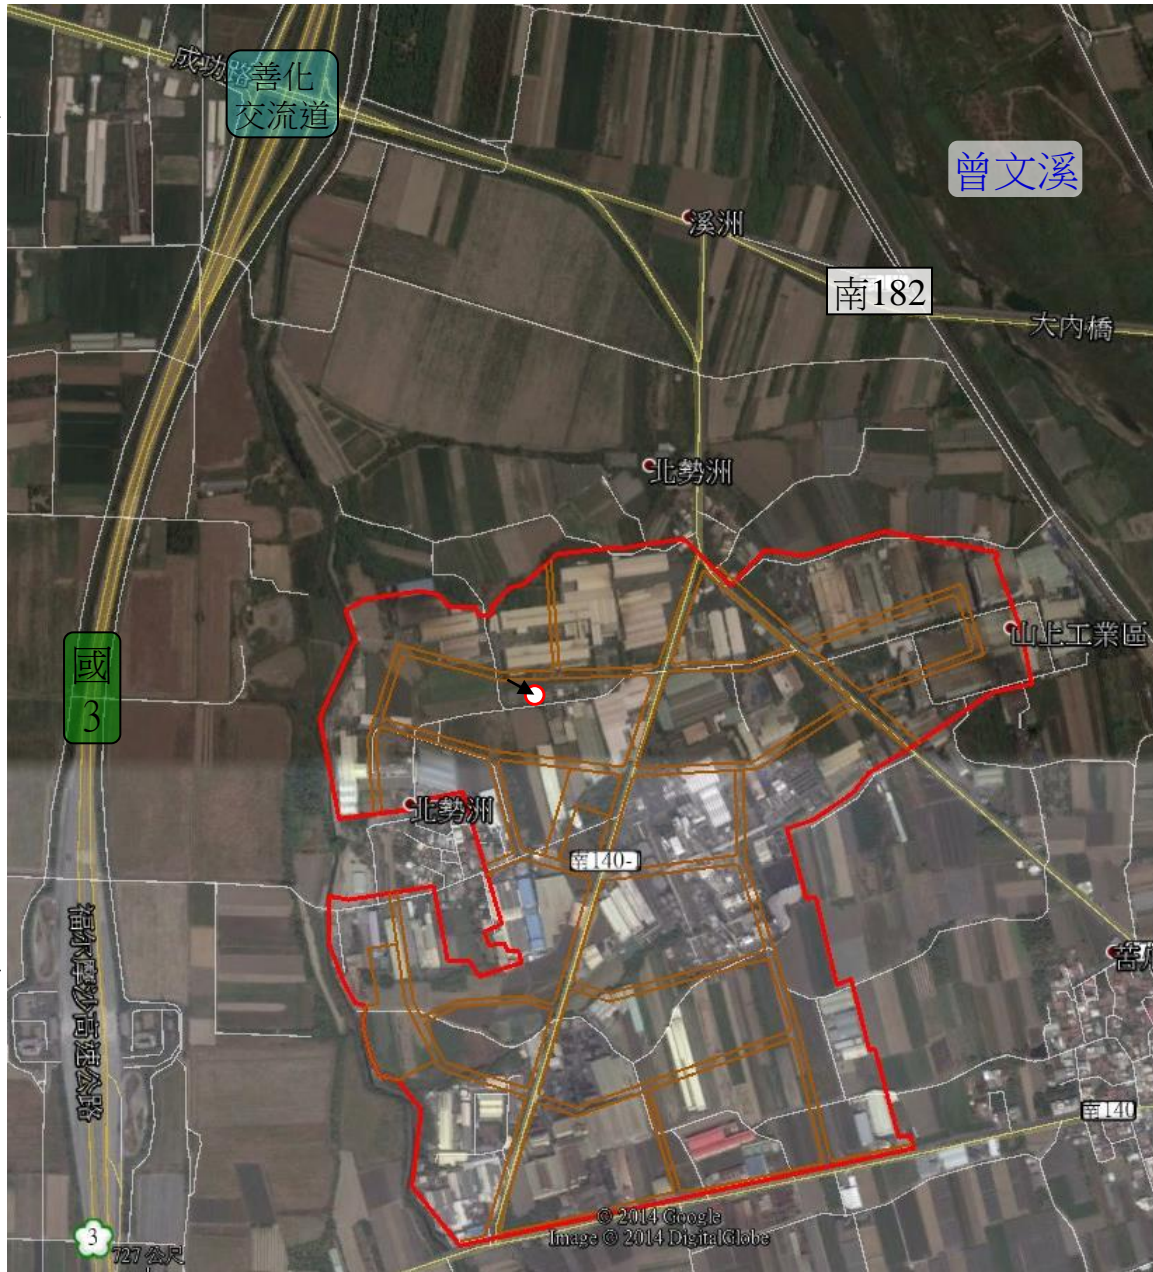 成功路
善化
交流道
曾文溪
溪洲
南182
大內橋
北勢洲
山上工業區
國
3
北勢洲
南140-1
福爾摩沙高速公路
南140
© 2014 Google
Image © 2014 DigitalGlobe
3
727 公尺